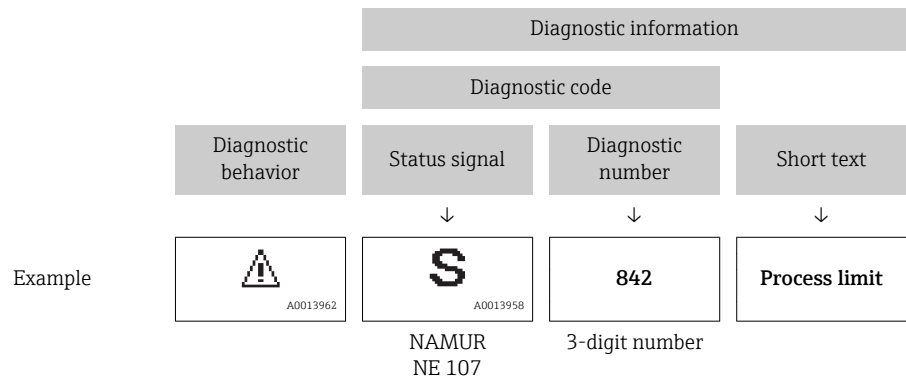 Diagnostic information
Diagnostic code
Diagnostic
behavior
Status signal
Diagnostic
number
Short text
↓
↓
↓
Example
A0013962
S
A0013958
842
Process limit
NAMUR
NE 107
3-digit number